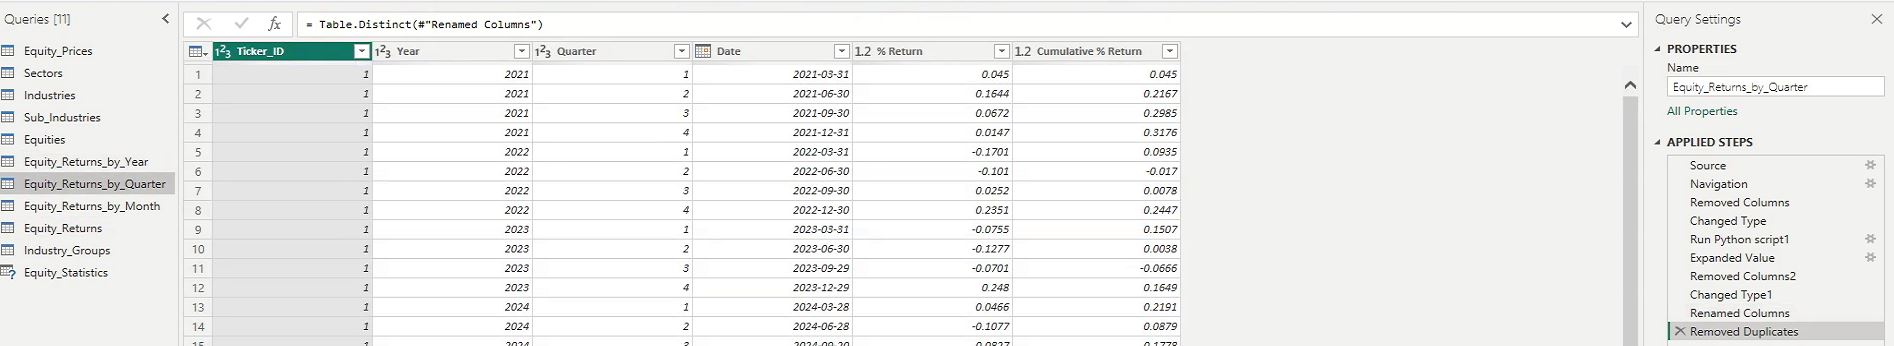 Queries [11]
Equity_Prices
Sectors
Industries
Sub_Industries
Equities
Equity_Returns_by_Year
Equity_Returns_by_Quarter
Equity_Returns_by_Month
Equity_Returns
Industry_Groups
Equity_Statistics
fx = Table.Distinct(#"Renamed Columns")
1²3 Ticker_ID 1²3 Year 1²3 Quarter Date 1.2 % Return 1.2 Cumulative % Return
1 1 2021 1 2021-03-31 0.045 0.045
2 1 2021 2 2021-06-30 0.1644 0.2167
3 1 2021 3 2021-09-30 0.0672 0.2985
4 1 2021 4 2021-12-31 0.0147 0.3176
5 1 2022 1 2022-03-31 -0.1701 0.0935
6 1 2022 2 2022-06-30 -0.101 -0.017
7 1 2022 3 2022-09-30 0.0252 0.0078
8 1 2022 4 2022-12-30 0.2351 0.2447
9 1 2023 1 2023-03-31 -0.0755 0.1507
10 1 2023 2 2023-06-30 -0.1277 0.0038
11 1 2023 3 2023-09-29 -0.0701 -0.0666
12 1 2023 4 2023-12-29 0.248 0.1649
13 1 2024 1 2024-03-28 0.0466 0.2191
14 1 2024 2 2024-06-28 -0.1077 0.0879
Query Settings
PROPERTIES
Name
Equity_Returns_by_Quarter
All Properties
APPLIED STEPS
Source
Navigation
Removed Columns
Changed Type
Run Python script1
Expanded Value
Removed Columns2
Changed Type1
Renamed Columns
Removed Duplicates